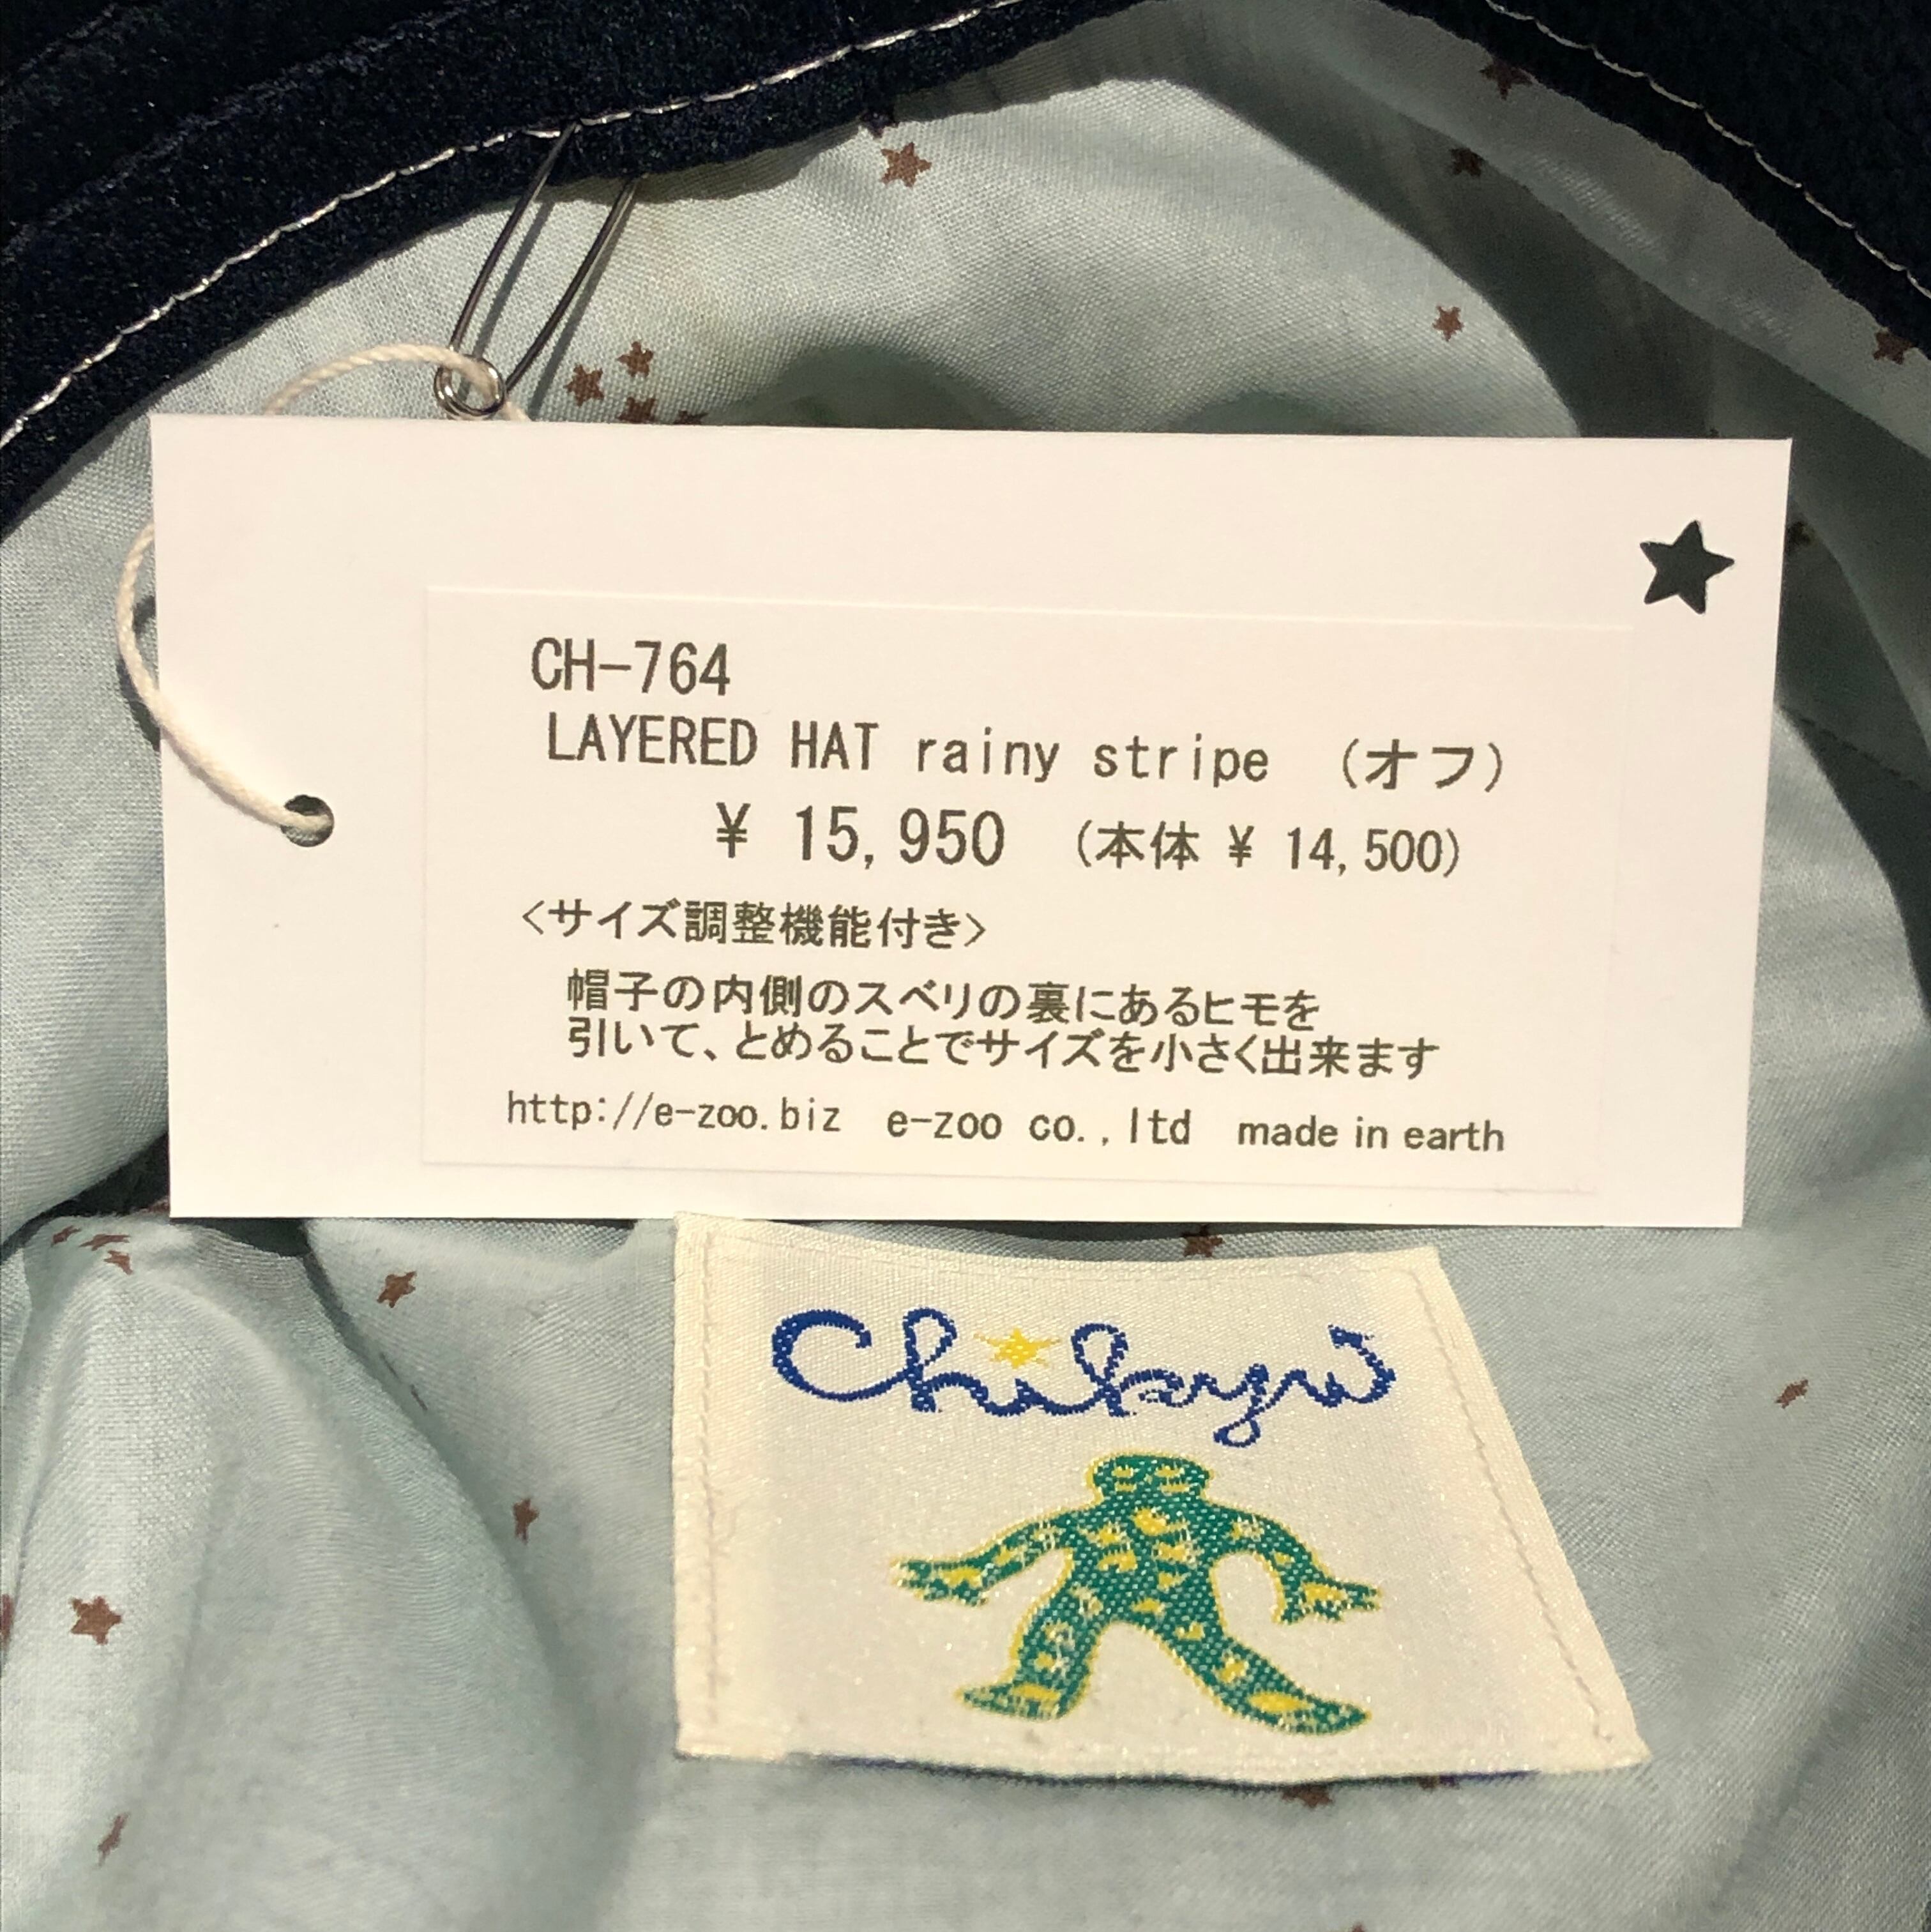 CH-764
LAYERED HAT rainy stripe （オフ）
¥ 15,950 （本体 ¥ 14,500）
<サイズ調整機能付き>
帽子の内側のスベリの裏にあるヒモを
引いて、とめることでサイズを小さく出来ます
http://e-zoo.biz e-zoo co.,ltd made in earth
Chikyu